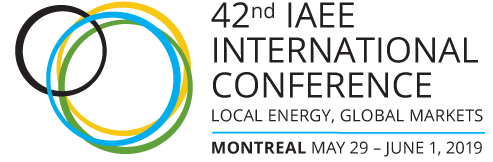 42nd IAEE
INTERNATIONAL
CONFERENCE
LOCAL ENERGY, GLOBAL MARKETS
MONTREAL MAY 29 – JUNE 1, 2019